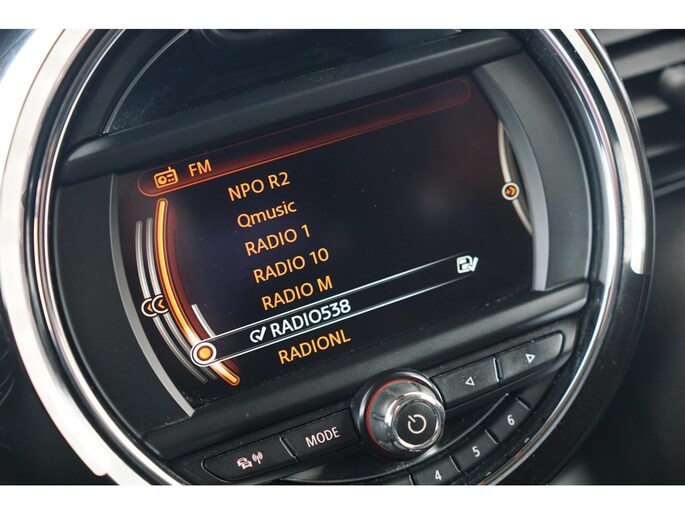 FM
NPO R2
Qmusic
RADIO 1
RADIO 10
RADIO M
RADIO538
RADIONL
MODE
4 5 6